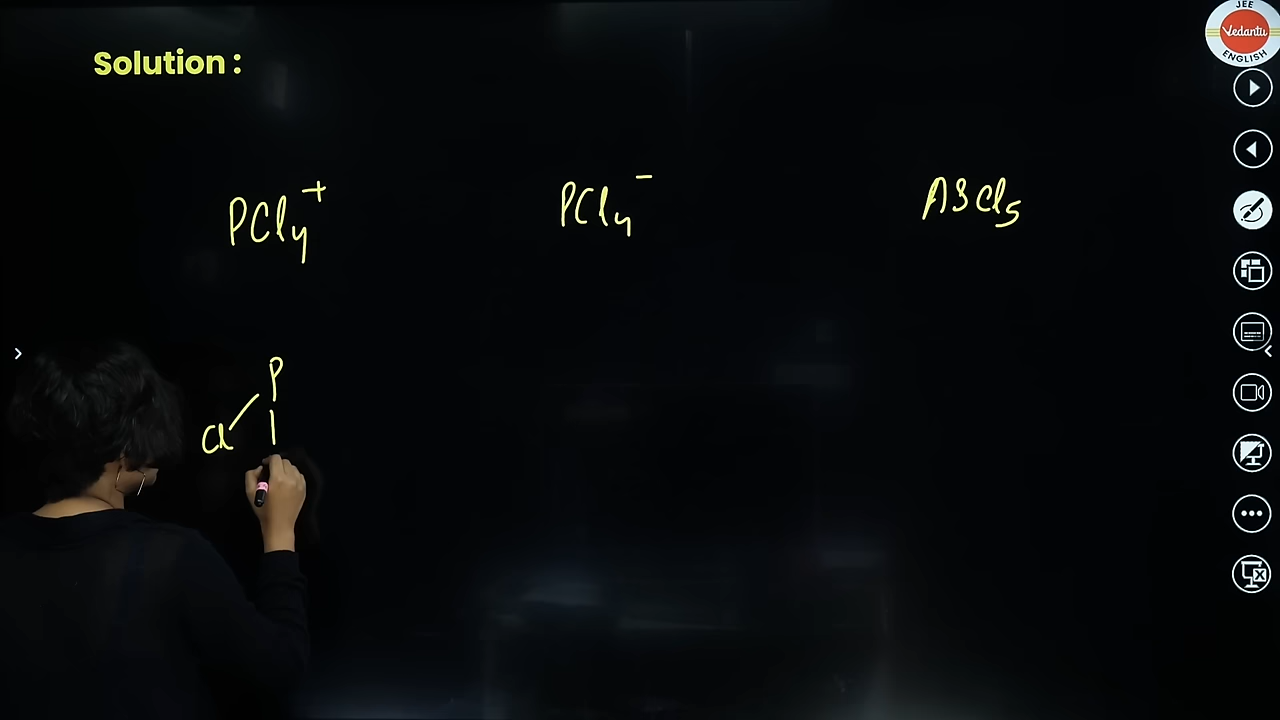 JEE
Vedantu
ENGLISH
Solution :
PCl4+ PCl4- AsCl5
P
Cl